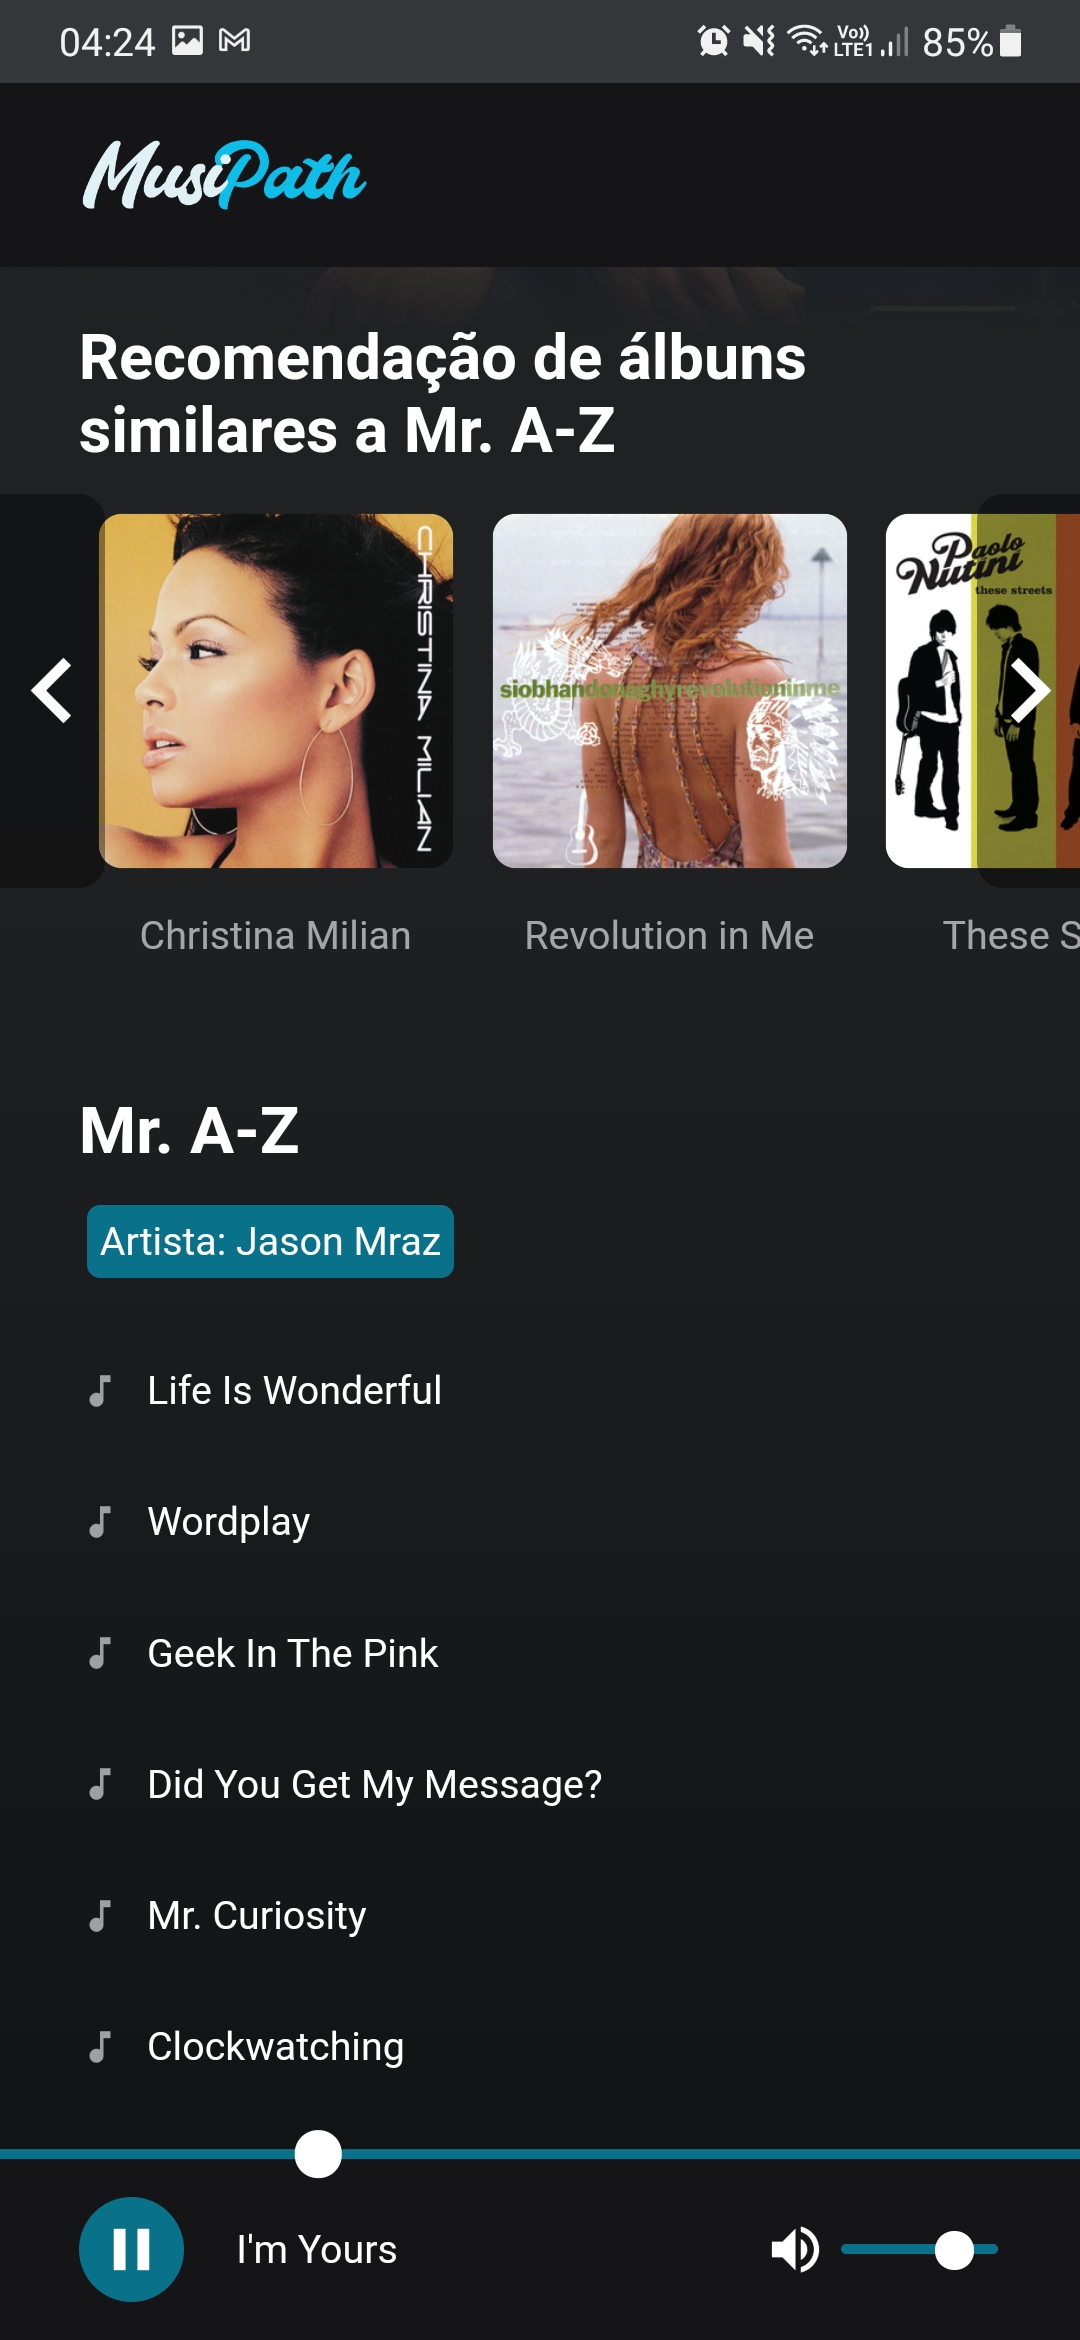 04:24
Vo)) LTE1
85%
MusiPath
Recomendação de álbuns
similares a Mr. A-Z
CHRISTINA MILIAN
siobhandonaghyrevolutioninme
Paolo
Nutini
these streets
Christina Milian
Revolution in Me
These S
Mr. A-Z
Artista: Jason Mraz
Life Is Wonderful
Wordplay
Geek In The Pink
Did You Get My Message?
Mr. Curiosity
Clockwatching
I'm Yours